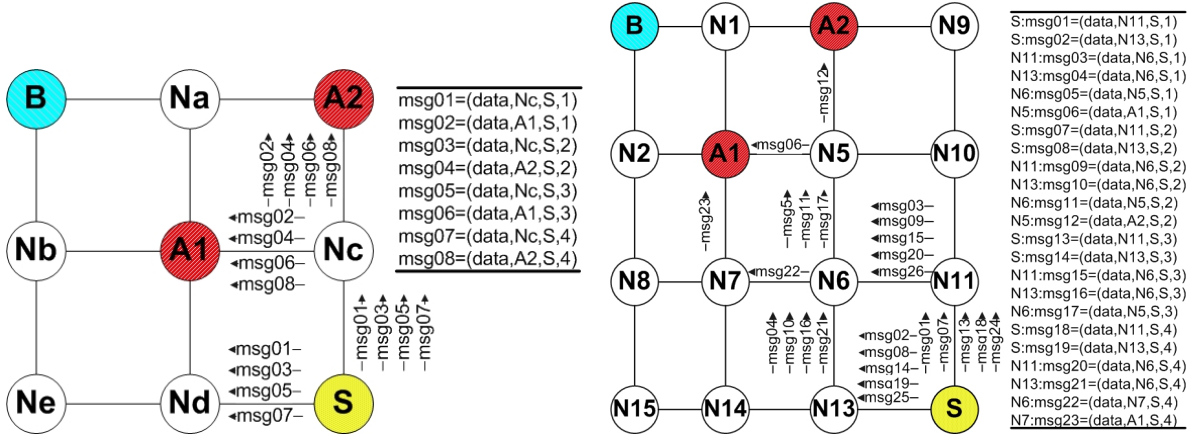 B
Na
A2
Nb
A1
Nc
Ne
Nd
S
-msg02-
-msg04-
-msg06-
-msg08-
msg02-
msg04-
msg06-
msg08-
-msg01-
-msg03-
-msg05-
-msg07-
msg01-
msg03-
msg05-
msg07-
msg01=(data,Nc,S,1)
msg02=(data,A1,S,1)
msg03=(data,Nc,S,2)
msg04=(data,A2,S,2)
msg05=(data,Nc,S,3)
msg06=(data,A1,S,3)
msg07=(data,Nc,S,4)
msg08=(data,A2,S,4)
B
N1
A2
N9
-msg12-
N2
A1
msg06-
N5
N10
-msg23-
-msg5-
-msg11-
-msg17-
msg03-
msg09-
msg15-
msg20-
msg26-
N8
N7
msg22-
N6
N11
-msg04-
-msg10-
-msg16-
-msg21-
msg02-
msg08-
msg14-
msg19-
msg25-
-msg01-
-msg07-
-msg13-
-msg18-
-msg24-
N15
N14
N13
S
S:msg01=(data,N11,S,1)
S:msg02=(data,N13,S,1)
N11:msg03=(data,N6,S,1)
N13:msg04=(data,N6,S,1)
N6:msg05=(data,N5,S,1)
N5:msg06=(data,A1,S,1)
S:msg07=(data,N11,S,2)
S:msg08=(data,N13,S,2)
N11:msg09=(data,N6,S,2)
N13:msg10=(data,N6,S,2)
N6:msg11=(data,N5,S,2)
N5:msg12=(data,A2,S,2)
S:msg13=(data,N11,S,3)
S:msg14=(data,N13,S,3)
N11:msg15=(data,N6,S,3)
N13:msg16=(data,N6,S,3)
N6:msg17=(data,N5,S,3)
S:msg18=(data,N11,S,4)
S:msg19=(data,N13,S,4)
N11:msg20=(data,N6,S,4)
N13:msg21=(data,N6,S,4)
N6:msg22=(data,N7,S,4)
N7:msg23=(data,A1,S,4)